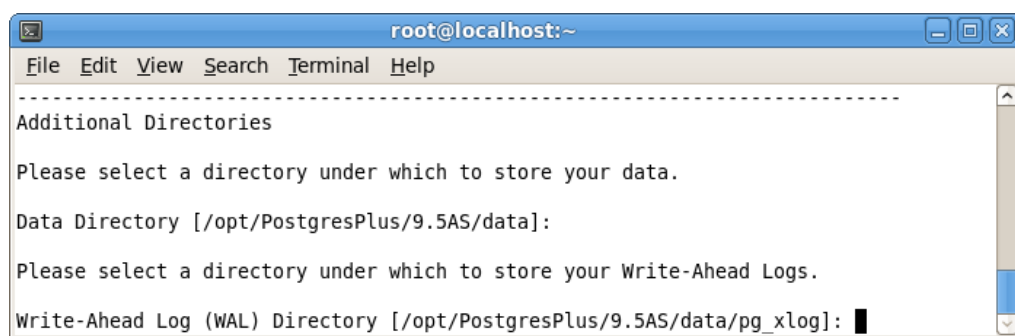 root@localhost:~
File Edit View Search Terminal Help
----------------------------------------------------------------------------
Additional Directories
Please select a directory under which to store your data.
Data Directory [/opt/PostgresPlus/9.5AS/data]:
Please select a directory under which to store your Write-Ahead Logs.
Write-Ahead Log (WAL) Directory [/opt/PostgresPlus/9.5AS/data/pg_xlog]: